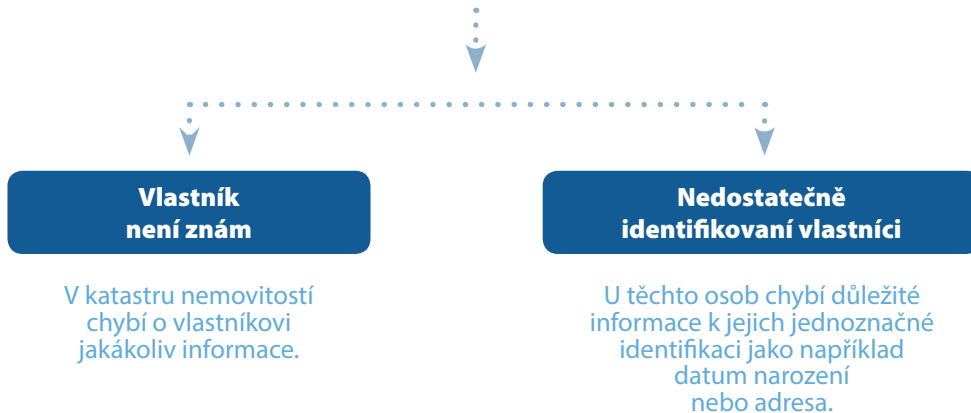 Vlastník
není znám
V katastru nemovitostí
chybí o vlastníkovi
jakákoliv informace.
Nedostatečně
identifikovaní vlastníci
U těchto osob chybí důležité
informace k jejich jednoznačné
identifikaci jako například
datum narození
nebo adresa.